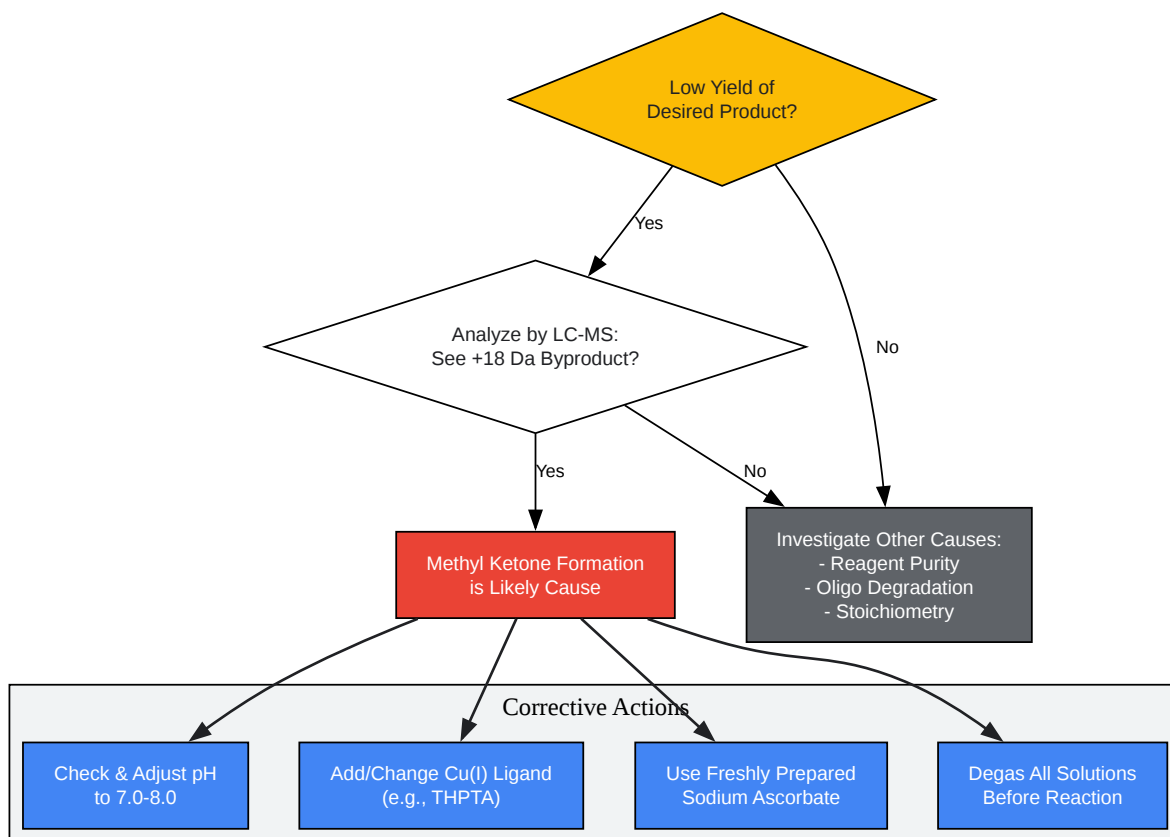 Low Yield of
Desired Product?
Yes
No
Analyze by LC-MS:
See +18 Da Byproduct?
Yes
No
Methyl Ketone Formation
is Likely Cause
Investigate Other Causes:
- Reagent Purity
- Oligo Degradation
- Stoichiometry
Corrective Actions
Check & Adjust pH
to 7.0-8.0
Add/Change Cu(I) Ligand
(e.g., THPTA)
Use Freshly Prepared
Sodium Ascorbate
Degas All Solutions
Before Reaction